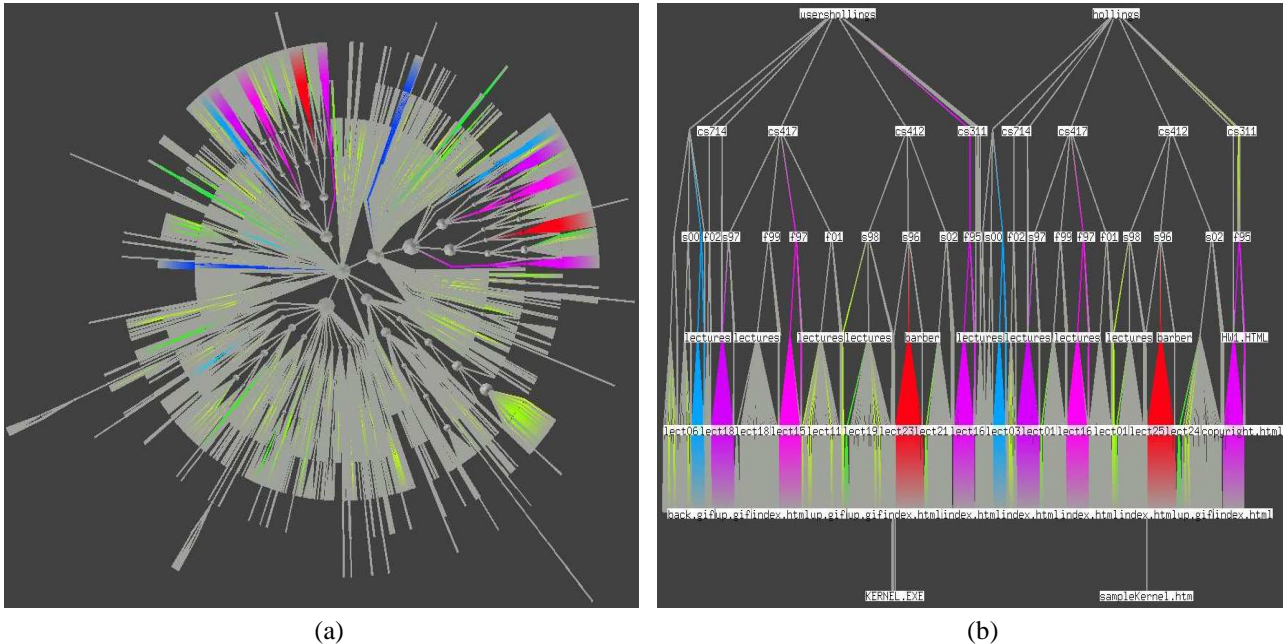 usershollings hollings
cs714 cs417 cs412 cs311 cs714 cs417 cs412 cs311
s00 f02 s97 f99 f97 f01 s98 s96 s02 f95 s00 f02 s97 f99 f97 f01 s98 s96 s02 f95
lectures lectures lectures lectures barber lectures lectures lectures lectures barber HW1.HTML
lect06 lect18 lect18 lect15 lect11 lect19 lect23 lect21 lect16 lect03 lect01 lect16 lect01 lect25 lect24 copyright.html
back.gif up.gif index.html up.gif up.gif index.html index.html index.html index.html index.html up.gif index.html
KERNEL.EXE sampleKernel.htm
(a) (b)